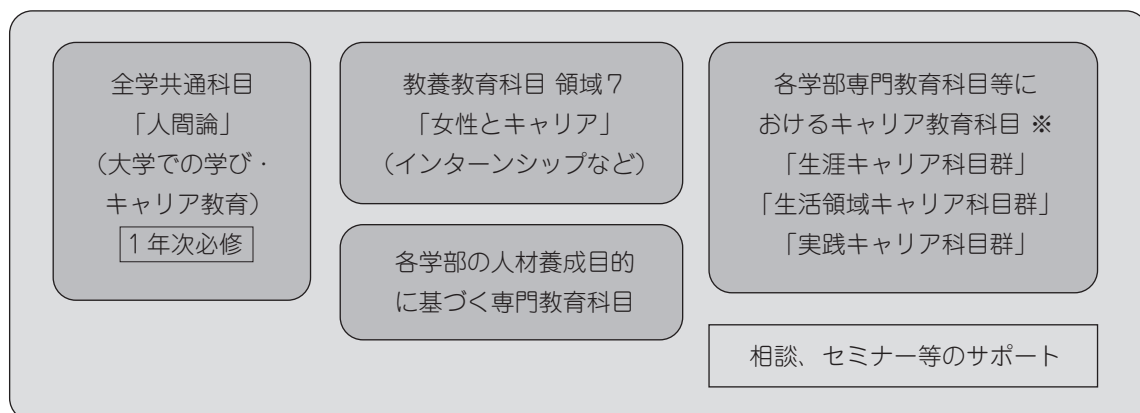 全学共通科目
「人間論」
(大学での学び・
キャリア教育)
1年次必修
教養教育科目 領域7
「女性とキャリア」
(インターンシップなど)
各学部の人材養成目的
に基づく専門教育科目
各学部専門教育科目等に
おけるキャリア教育科目 ※
「生涯キャリア科目群」
「生活領域キャリア科目群」
「実践キャリア科目群」
相談、セミナー等のサポート